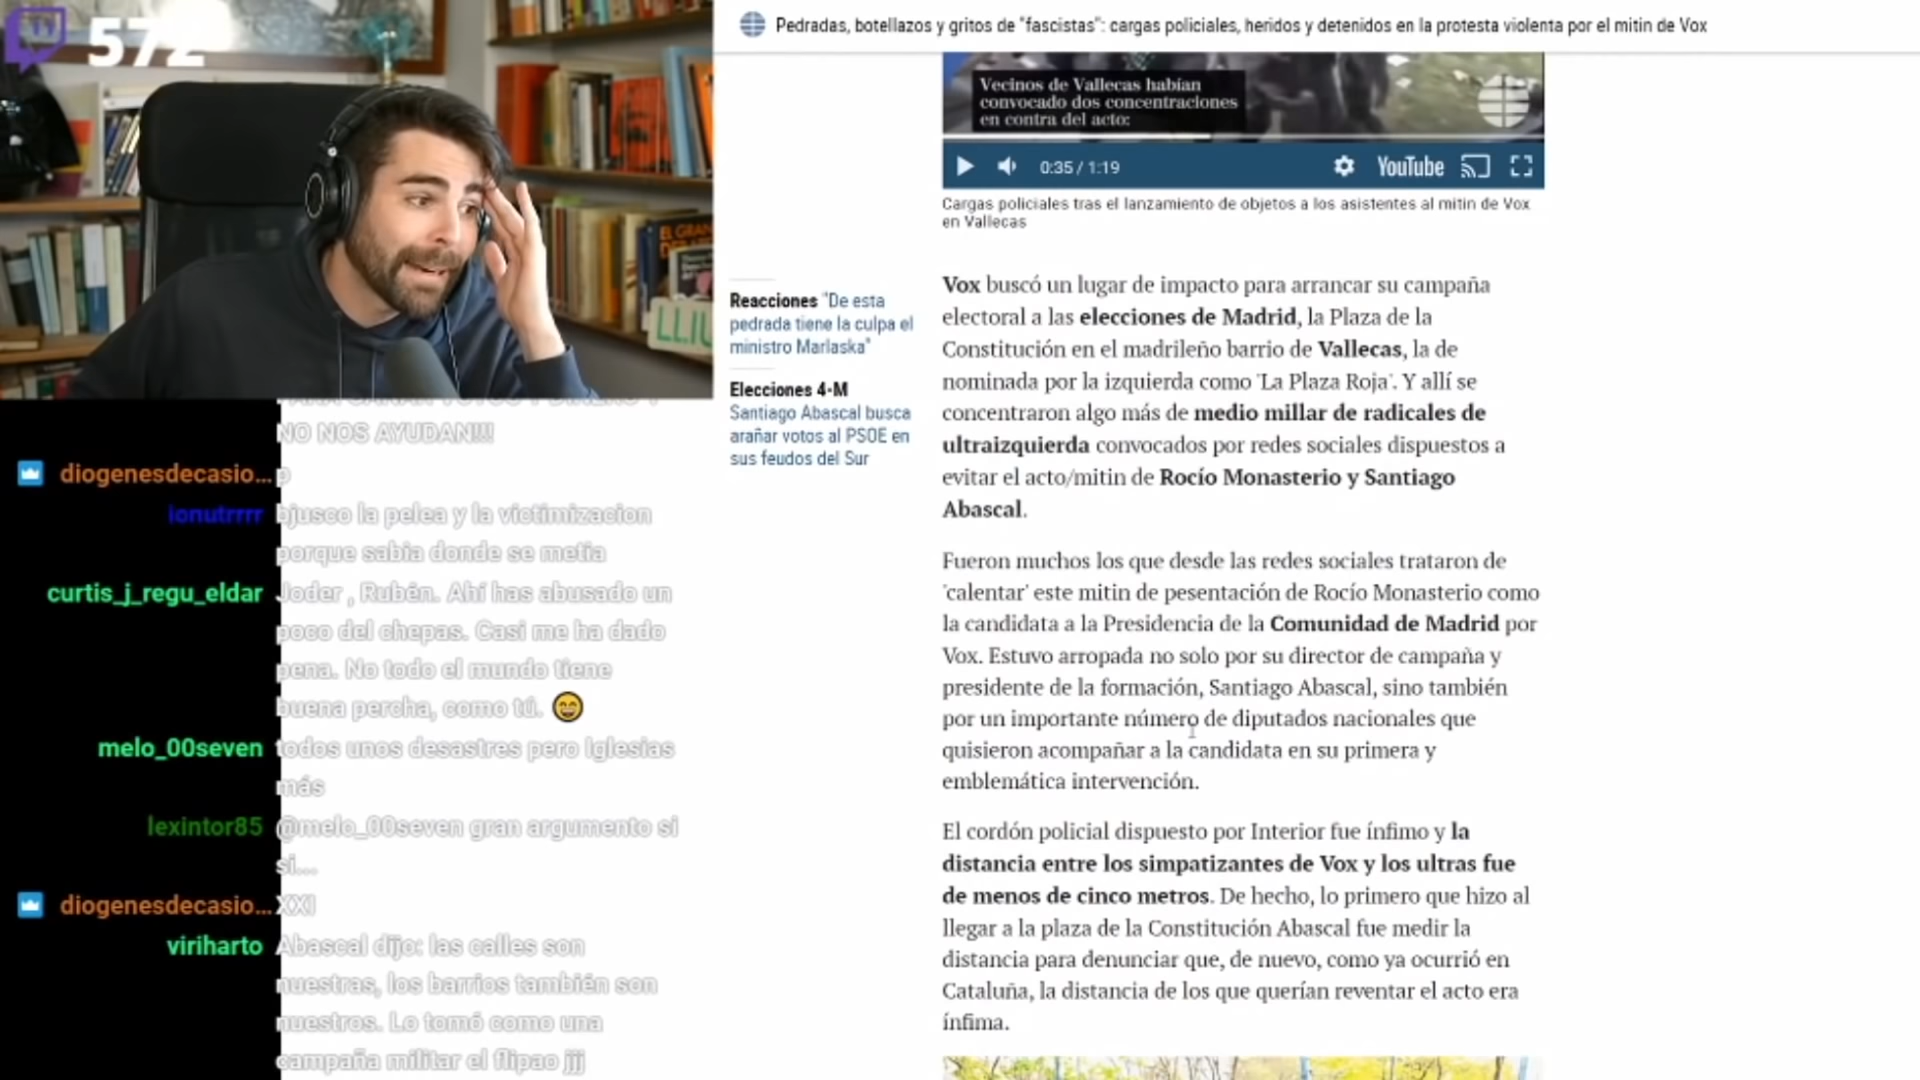 572
Pedradas, botellazos y gritos de "fascistas": cargas policiales, heridos y detenidos en la protesta violenta por el mitin de Vox
Vecinos de Vallecas habían
convocado dos concentraciones
en contra del acto:
0:35 / 1:19
YouTube
Cargas policiales tras el lanzamiento de objetos a los asistentes al mitin de Vox
en Vallecas
Reacciones "De esta
pedrada tiene la culpa el
ministro Marlaska"
Elecciones 4-M
Santiago Abascal busca
arañar votos al PSOE en
sus feudos del Sur
Vox buscó un lugar de impacto para arrancar su campaña
electoral a las elecciones de Madrid, la Plaza de la
Constitución en el madrileño barrio de Vallecas, la de
nominada por la izquierda como 'La Plaza Roja'. Y allí se
concentraron algo más de medio millar de radicales de
ultraizquierda convocados por redes sociales dispuestos a
evitar el acto/mitin de Rocío Monasterio y Santiago
Abascal.
Fueron muchos los que desde las redes sociales trataron de
'calentar' este mitin de pesentación de Rocío Monasterio como
la candidata a la Presidencia de la Comunidad de Madrid por
Vox. Estuvo arropada no solo por su director de campaña y
presidente de la formación, Santiago Abascal, sino también
por un importante número de diputados nacionales que
quisieron acompañar a la candidata en su primera y
emblemática intervención.
El cordón policial dispuesto por Interior fue ínfimo y la
distancia entre los simpatizantes de Vox y los ultras fue
de menos de cinco metros. De hecho, lo primero que hizo al
llegar a la plaza de la Constitución Abascal fue medir la
distancia para denunciar que, de nuevo, como ya ocurrió en
Cataluña, la distancia de los que querían reventar el acto era
ínfima.
NO NOS AYUDAN!!!
diogenesdecasio... p
ionutrrrr bjusco la pelea y la victimizacion
porque sabia donde se metia
curtis_j_regu_eldar Joder , Rubén. Ahí has abusado un
poco del chepas. Casi me ha dado
pena. No todo el mundo tiene
buena percha, como tú. 😄
melo_00seven todos unos desastres pero Iglesias
más
lexintor85 @melo_00seven gran argumento si
si...
diogenesdecasio... XXI
viriharto Abascal dijo: las calles son
nuestras, los barrios también son
nuestros. Lo tomó como una
campaña militar el flipao jjj